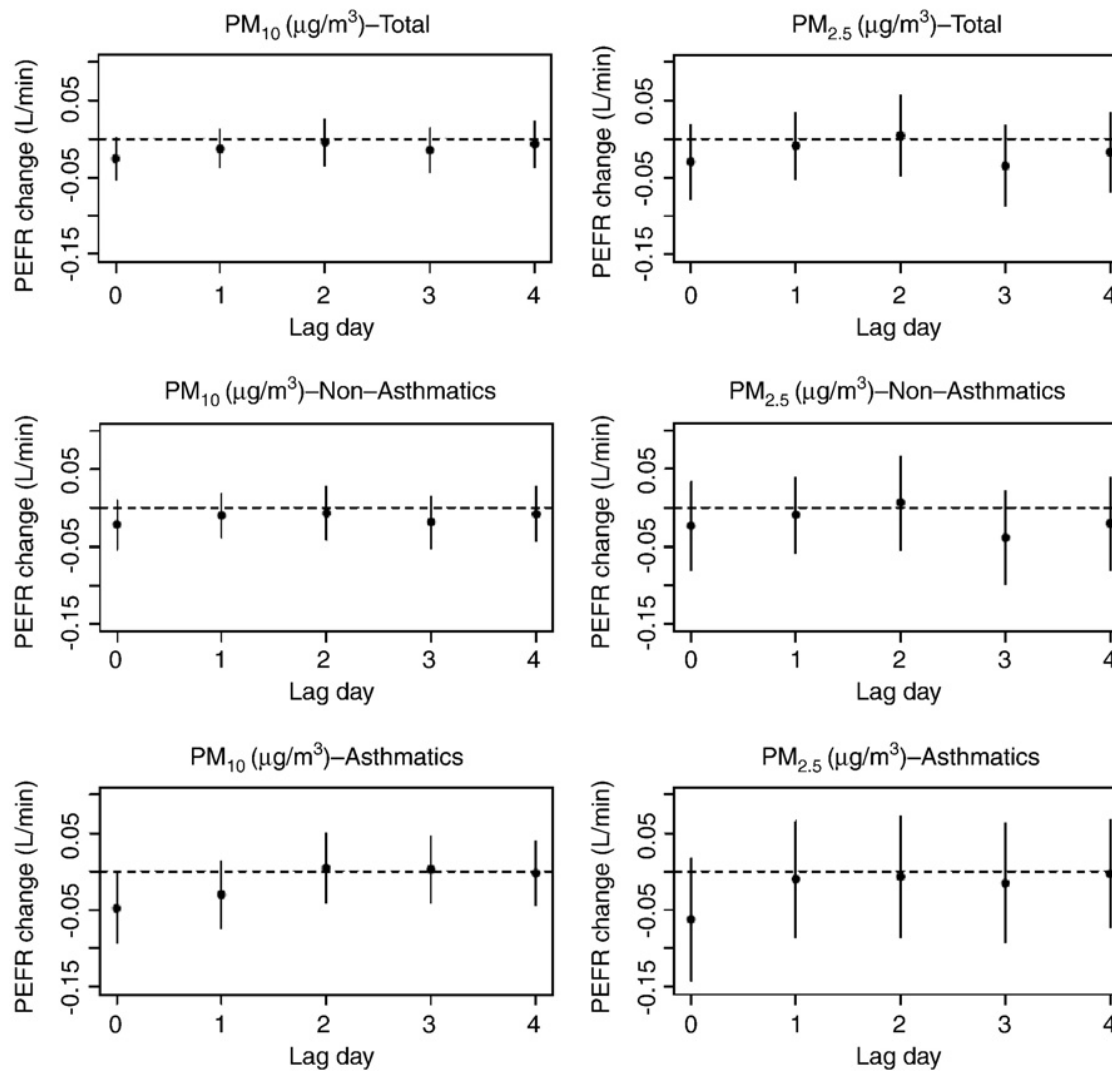 PM₁₀ (μg/m³)–Total
PEFR change (L/min)
0.05
-0.05
-0.15
0 1 2 3 4
Lag day
PM₂.₅ (μg/m³)–Total
PEFR change (L/min)
0.05
-0.05
-0.15
0 1 2 3 4
Lag day
PM₁₀ (μg/m³)–Non–Asthmatics
PEFR change (L/min)
0.05
-0.05
-0.15
0 1 2 3 4
Lag day
PM₂.₅ (μg/m³)–Non–Asthmatics
PEFR change (L/min)
0.05
-0.05
-0.15
0 1 2 3 4
Lag day
PM₁₀ (μg/m³)–Asthmatics
PEFR change (L/min)
0.05
-0.05
-0.15
0 1 2 3 4
Lag day
PM₂.₅ (μg/m³)–Asthmatics
PEFR change (L/min)
0.05
-0.05
-0.15
0 1 2 3 4
Lag day